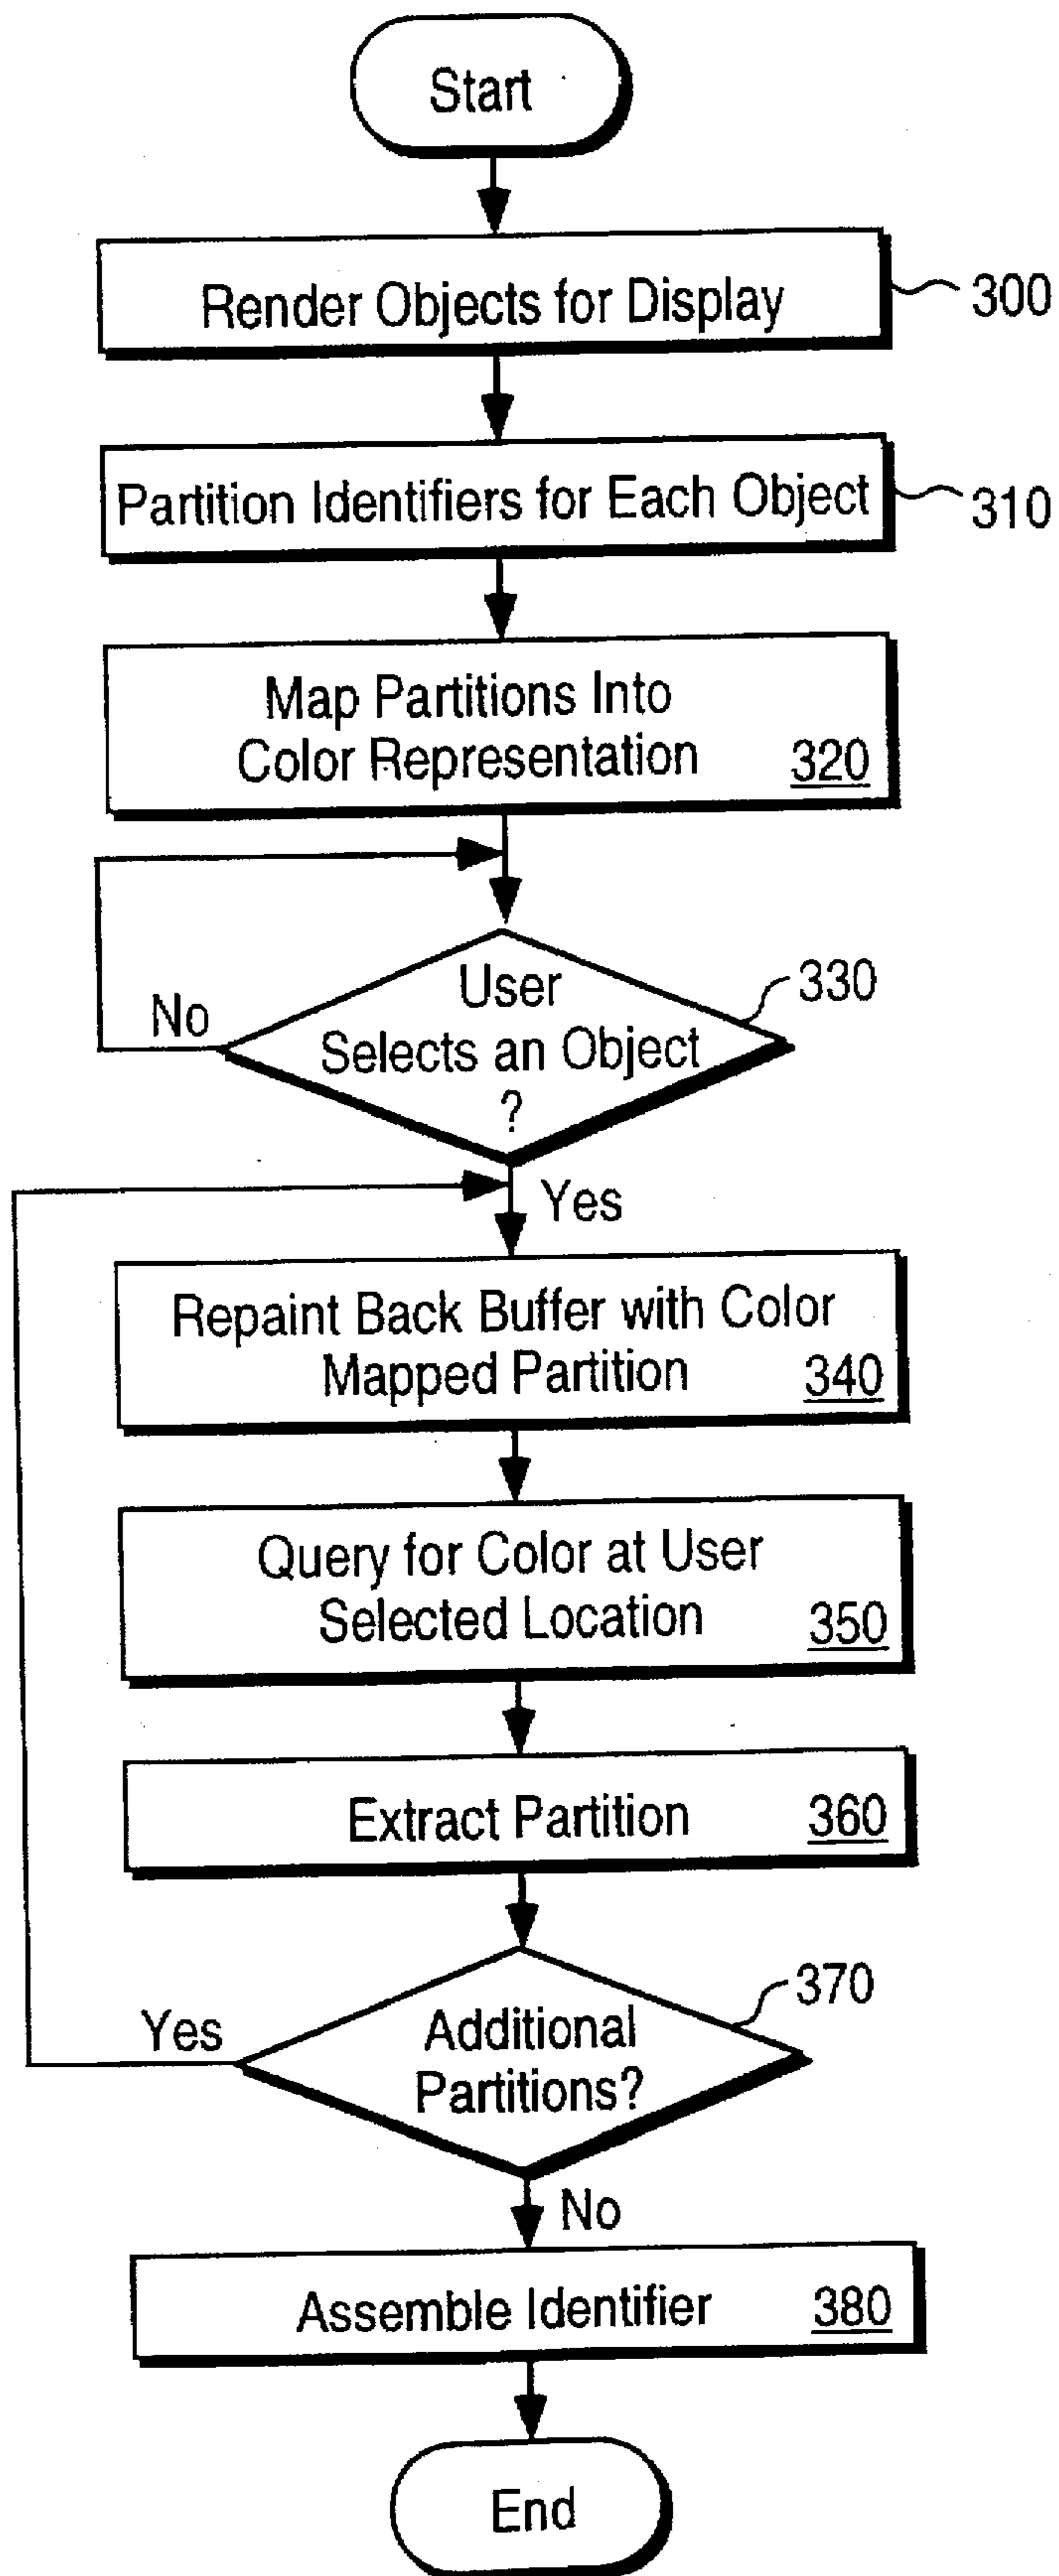 Start
Render Objects for Display
300
Partition Identifiers for Each Object
310
Map Partitions Into
Color Representation
320
User
Selects an Object
?
330
No
Yes
Repaint Back Buffer with Color
Mapped Partition
340
Query for Color at User
Selected Location
350
Extract Partition
360
Additional
Partitions?
370
Yes
No
Assemble Identifier
380
End